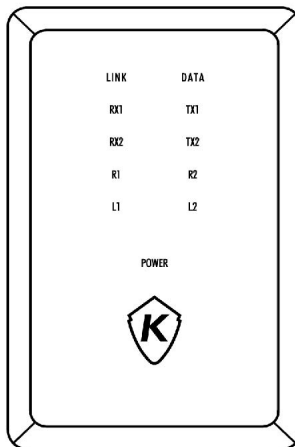 LINK DATA
RX1 TX1
RX2 TX2
R1 R2
L1 L2
POWER
K